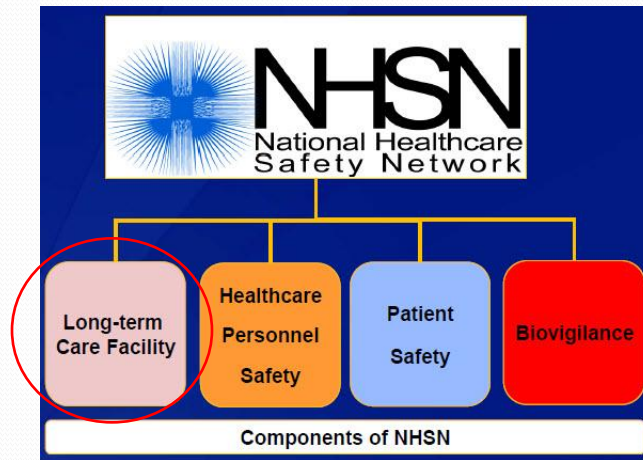 NHSN
National Healthcare
Safety Network
Long-term
Care Facility
Healthcare
Personnel
Safety
Patient
Safety
Biovigilance
Components of NHSN